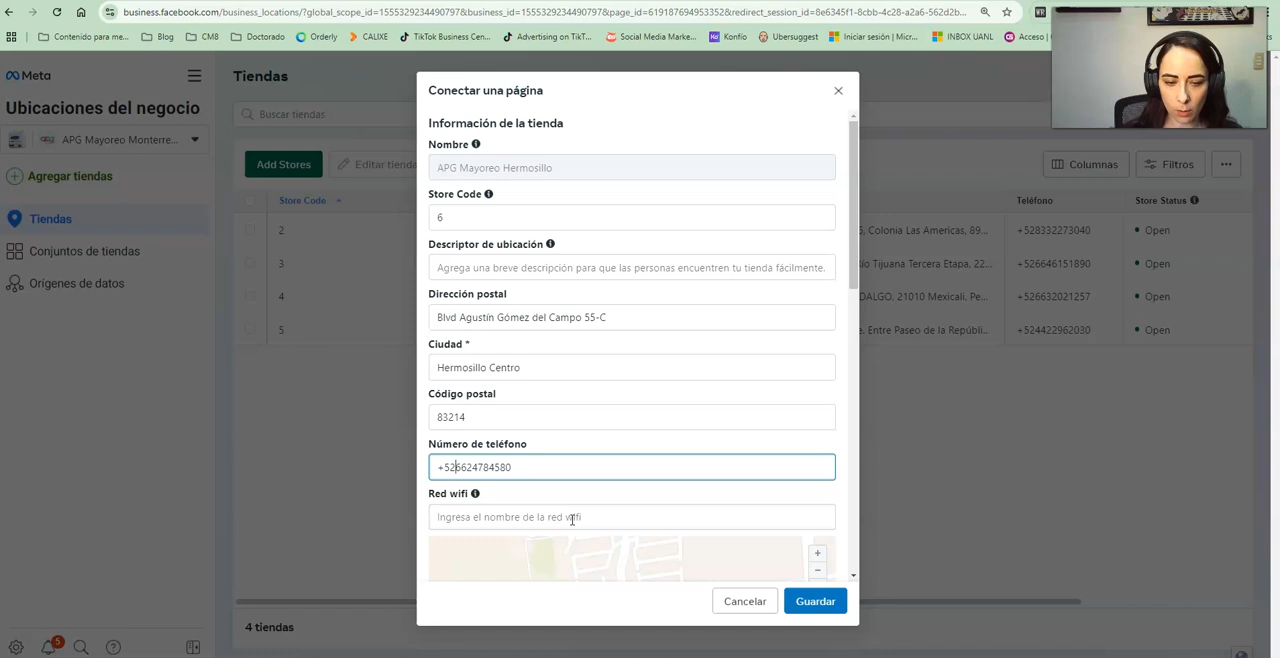 business.facebook.com/business_locations/?global_scope_id=1555329234490797&business_id=1555329234490797&page_id=619187694953352&redirect_session_id=8e6345f1-8cbb-4c28-a2a6-562d2b...
Contenido para me...
Blog
CM8
Doctorado
Orderly
CALIXE
TikTok Business Cen...
Advertising on TikT...
Social Media Marke...
Konfío
Ubersuggest
Iniciar sesión | Micr...
INBOX UANL
Acceso |
Meta
Ubicaciones del negocio
APG Mayoreo Monterre...
Agregar tiendas
Tiendas
Conjuntos de tiendas
Orígenes de datos
5
Tiendas
Buscar tiendas
Add Stores
Editar tienda
Columnas
Filtros
Store Code
Teléfono
Store Status
2
5, Colonia Las Americas, 89...
+528332273040
Open
3
Río Tijuana Tercera Etapa, 22...
+526646151890
Open
4
HIDALGO, 21010 Mexicali, Pe...
+526632021257
Open
5
e, Entre Paseo de la Repúbli...
+524422962030
Open
4 tiendas
Conectar una página
Información de la tienda
Nombre
APG Mayoreo Hermosillo
Store Code
6
Descriptor de ubicación
Agrega una breve descripción para que las personas encuentren tu tienda fácilmente.
Dirección postal
Blvd Agustín Gómez del Campo 55-C
Ciudad *
Hermosillo Centro
Código postal
83214
Número de teléfono
+526624784580
Red wifi
Ingresa el nombre de la red wifi
Cancelar
Guardar